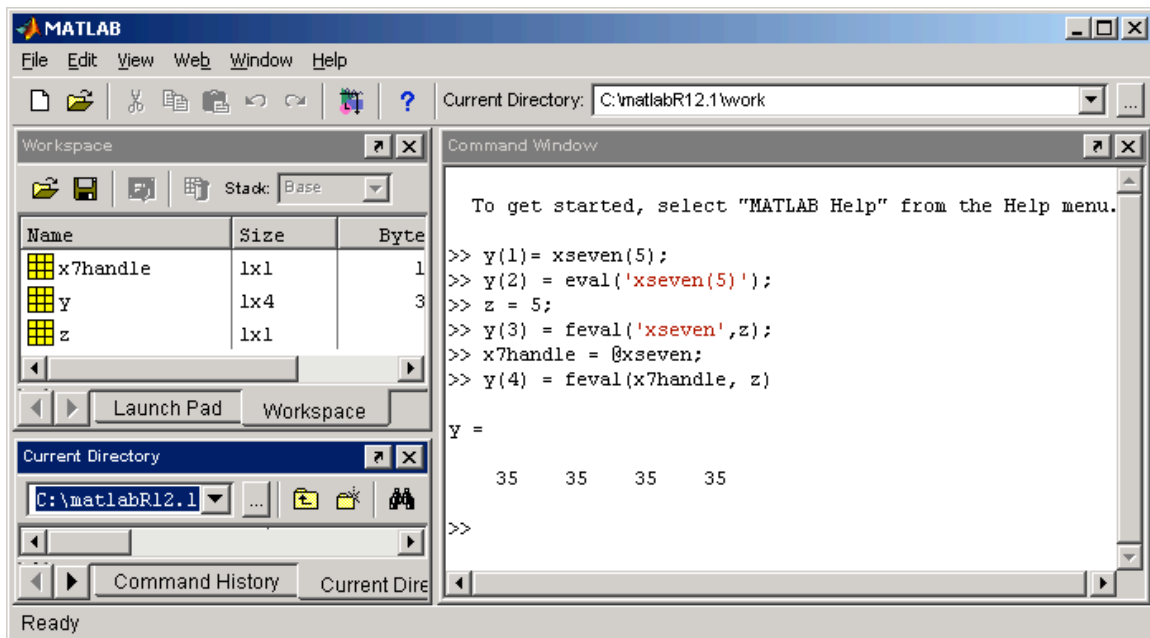 MATLAB
File Edit View Web Window Help
? Current Directory: C:\matlabR12.1\work ...
Workspace
Stack: Base
Name Size Byte
x7handle 1x1 1
y 1x4 3
z 1x1
Launch Pad Workspace
Current Directory
C:\matlabR12.1 ...
Command History Current Dire
Command Window
To get started, select "MATLAB Help" from the Help menu.
>> y(1)= xseven(5);
>> y(2) = eval('xseven(5)');
>> z = 5;
>> y(3) = feval('xseven',z);
>> x7handle = @xseven;
>> y(4) = feval(x7handle, z)
y =
35 35 35 35
>>
Ready